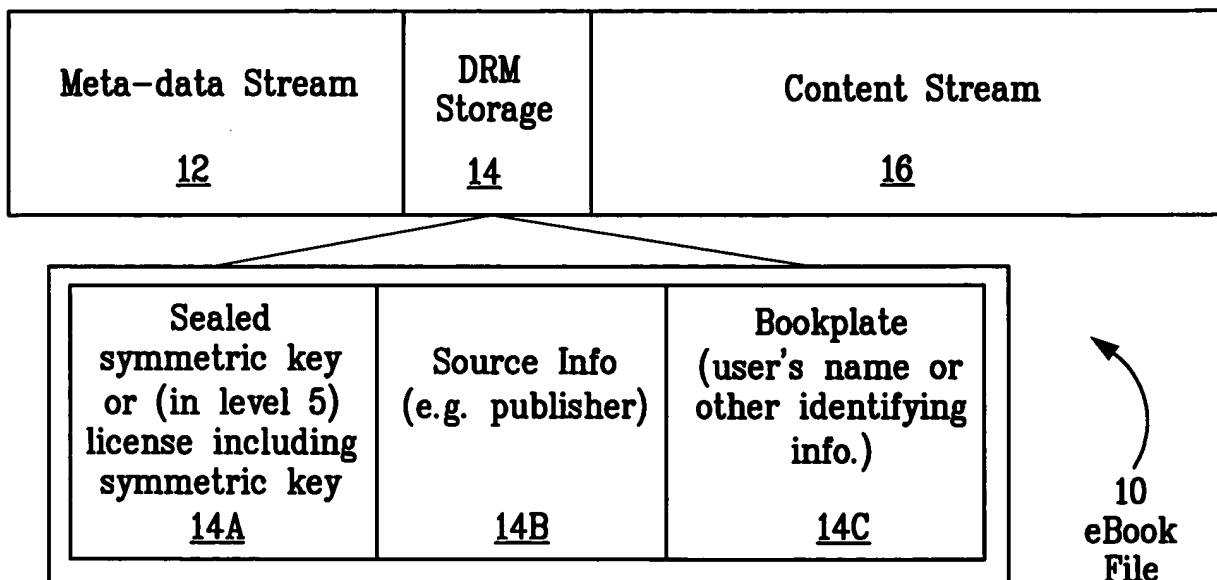 Meta-data Stream
12
DRM
Storage
14
Content Stream
16
Sealed
symmetric key
or (in level 5)
license including
symmetric key
14A
Source Info
(e.g. publisher)
14B
Bookplate
(user's name or
other identifying
info.)
14C
10
eBook
File